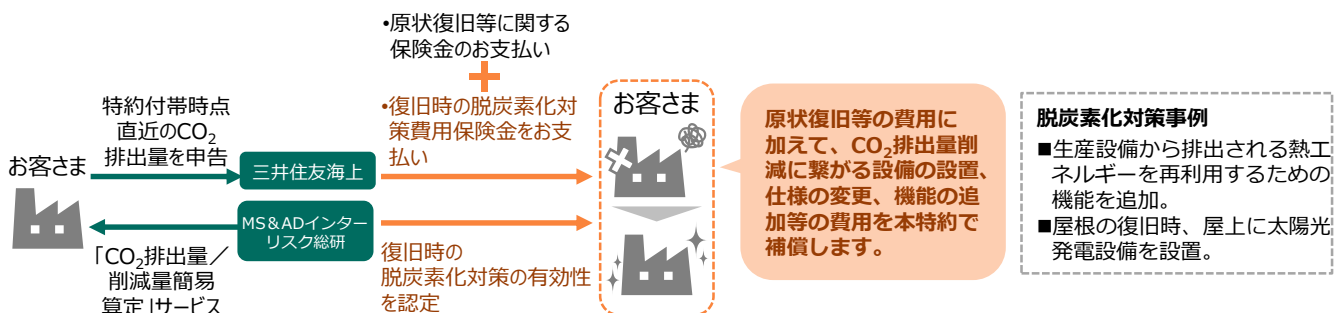 •原状復旧等に関する
保険金のお支払い
•復旧時の脱炭素化対
策費用保険金をお支
払い
特約付帯時点
直近のCO₂
排出量を申告
お客さま
三井住友海上
MS&ADインター
リスク総研
「CO₂排出量/
削減量簡易
算定」サービス
復旧時の
脱炭素化対策の有効性
を認定
お客さま
原状復旧等の費用に
加えて、CO₂排出量削
減に繋がる設備の設置、
仕様の変更、機能の追
加等の費用を本特約で
補償します。
脱炭素化対策事例
■生産設備から排出される熱エ
ネルギーを再利用するための
機能を追加。
■屋根の復旧時、屋上に太陽光
発電設備を設置。